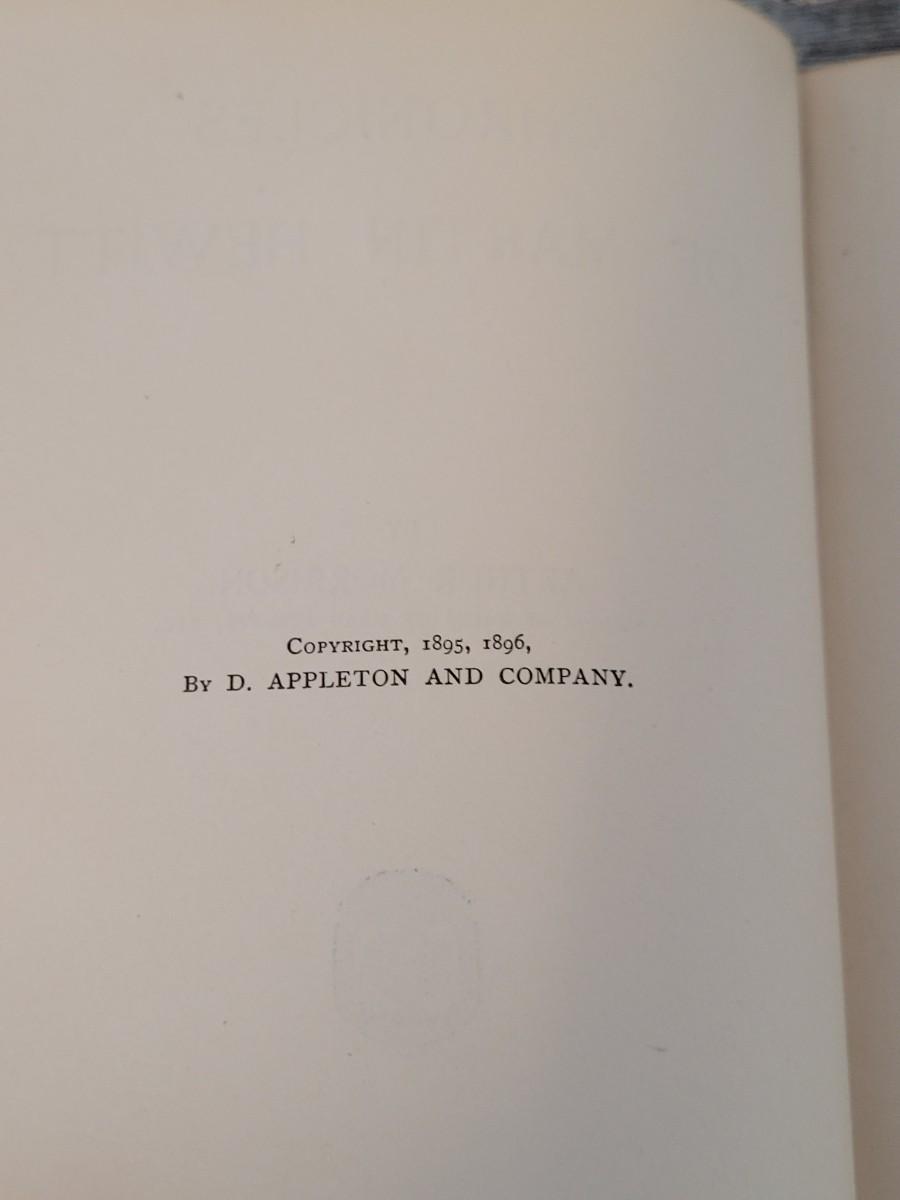 COPYRIGHT, 1895, 1896,
BY D. APPLETON AND COMPANY.